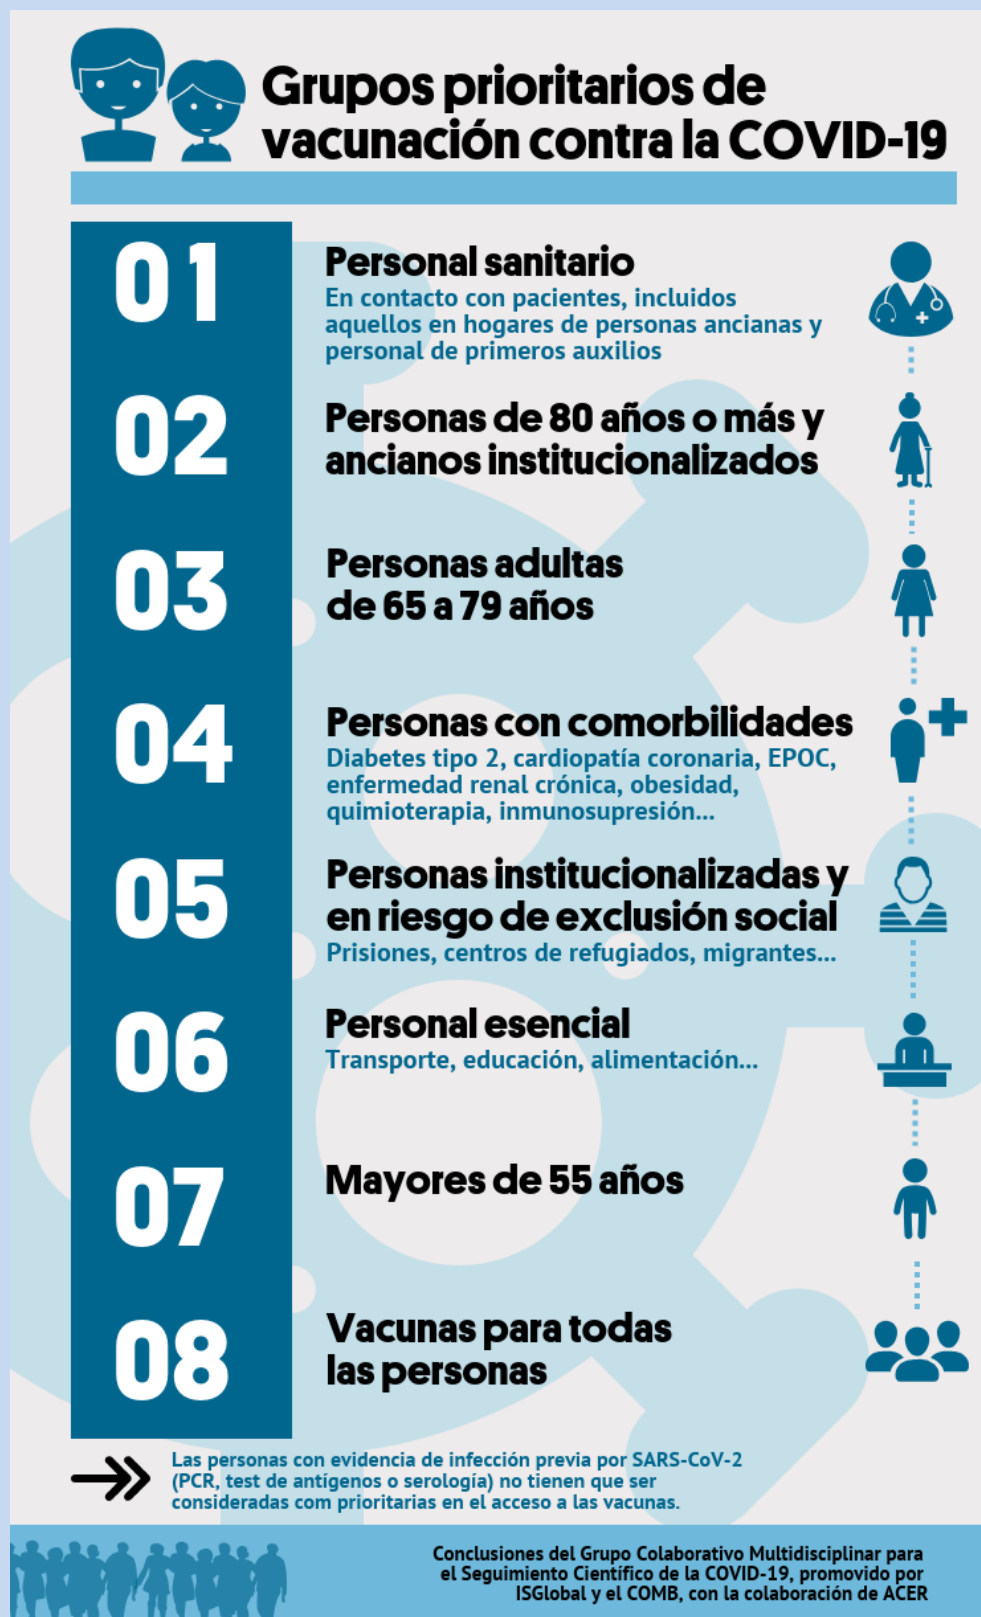 Grupos prioritarios de
vacunación contra la COVID-19
01
Personal sanitario
En contacto con pacientes, incluidos
aquellos en hogares de personas ancianas y
personal de primeros auxilios
02
Personas de 80 años o más y
ancianos institucionalizados
03
Personas adultas
de 65 a 79 años
04
Personas con comorbilidades
Diabetes tipo 2, cardiopatía coronaria, EPOC,
enfermedad renal crónica, obesidad,
quimioterapia, inmunosupresión...
05
Personas institucionalizadas y
en riesgo de exclusión social
Prisiones, centros de refugiados, migrantes...
06
Personal esencial
Transporte, educación, alimentación...
07
Mayores de 55 años
08
Vacunas para todas
las personas
Las personas con evidencia de infección previa por SARS-CoV-2
(PCR, test de antígenos o serología) no tienen que ser
consideradas com prioritarias en el acceso a las vacunas.
Conclusiones del Grupo Colaborativo Multidisciplinar para
el Seguimiento Científico de la COVID-19, promovido por
ISGlobal y el COMB, con la colaboración de ACER